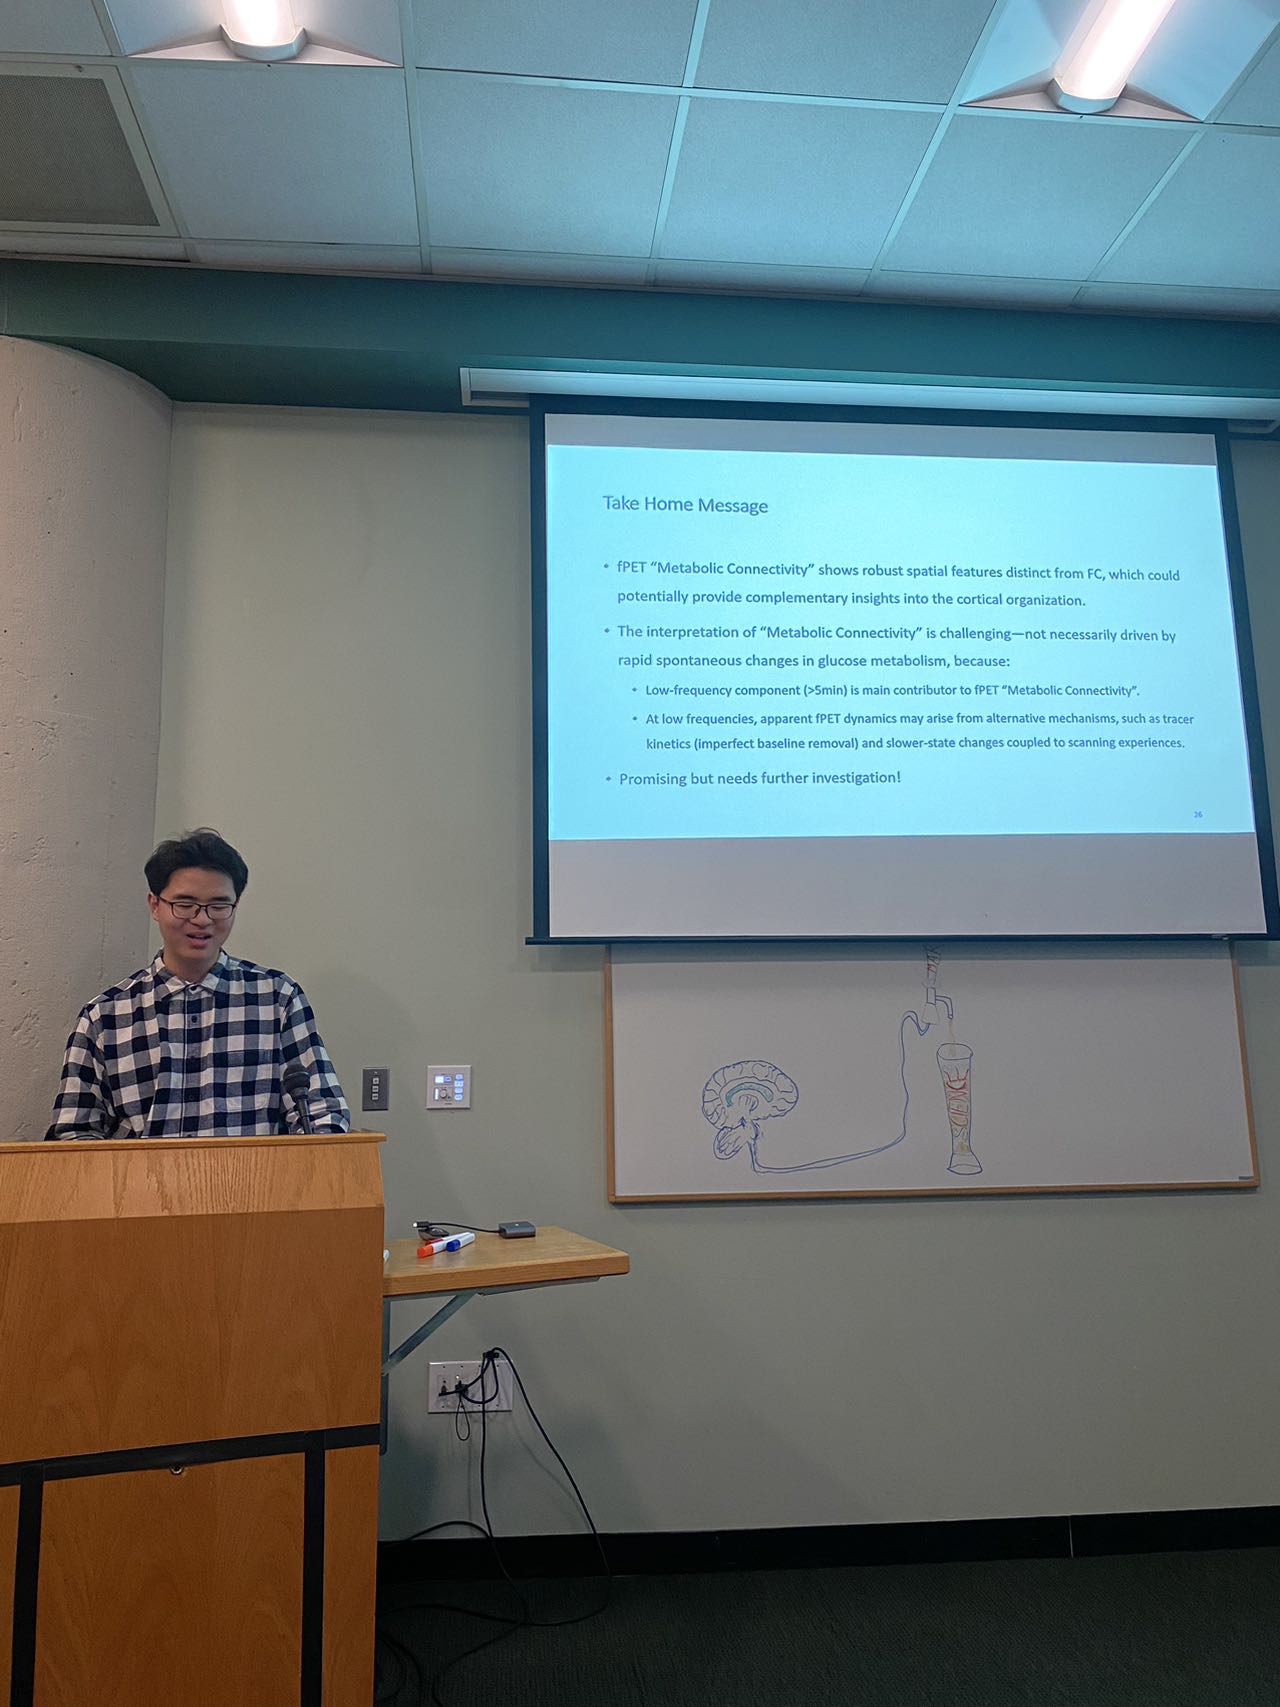 Take Home Message
• fPET “Metabolic Connectivity” shows robust spatial features distinct from FC, which could
potentially provide complementary insights into the cortical organization.
• The interpretation of “Metabolic Connectivity” is challenging—not necessarily driven by
rapid spontaneous changes in glucose metabolism, because:
• Low-frequency component (>5min) is main contributor to fPET “Metabolic Connectivity”.
• At low frequencies, apparent fPET dynamics may arise from alternative mechanisms, such as tracer
kinetics (imperfect baseline removal) and slower-state changes coupled to scanning experiences.
• Promising but needs further investigation!
26
MAR
SCIENCE